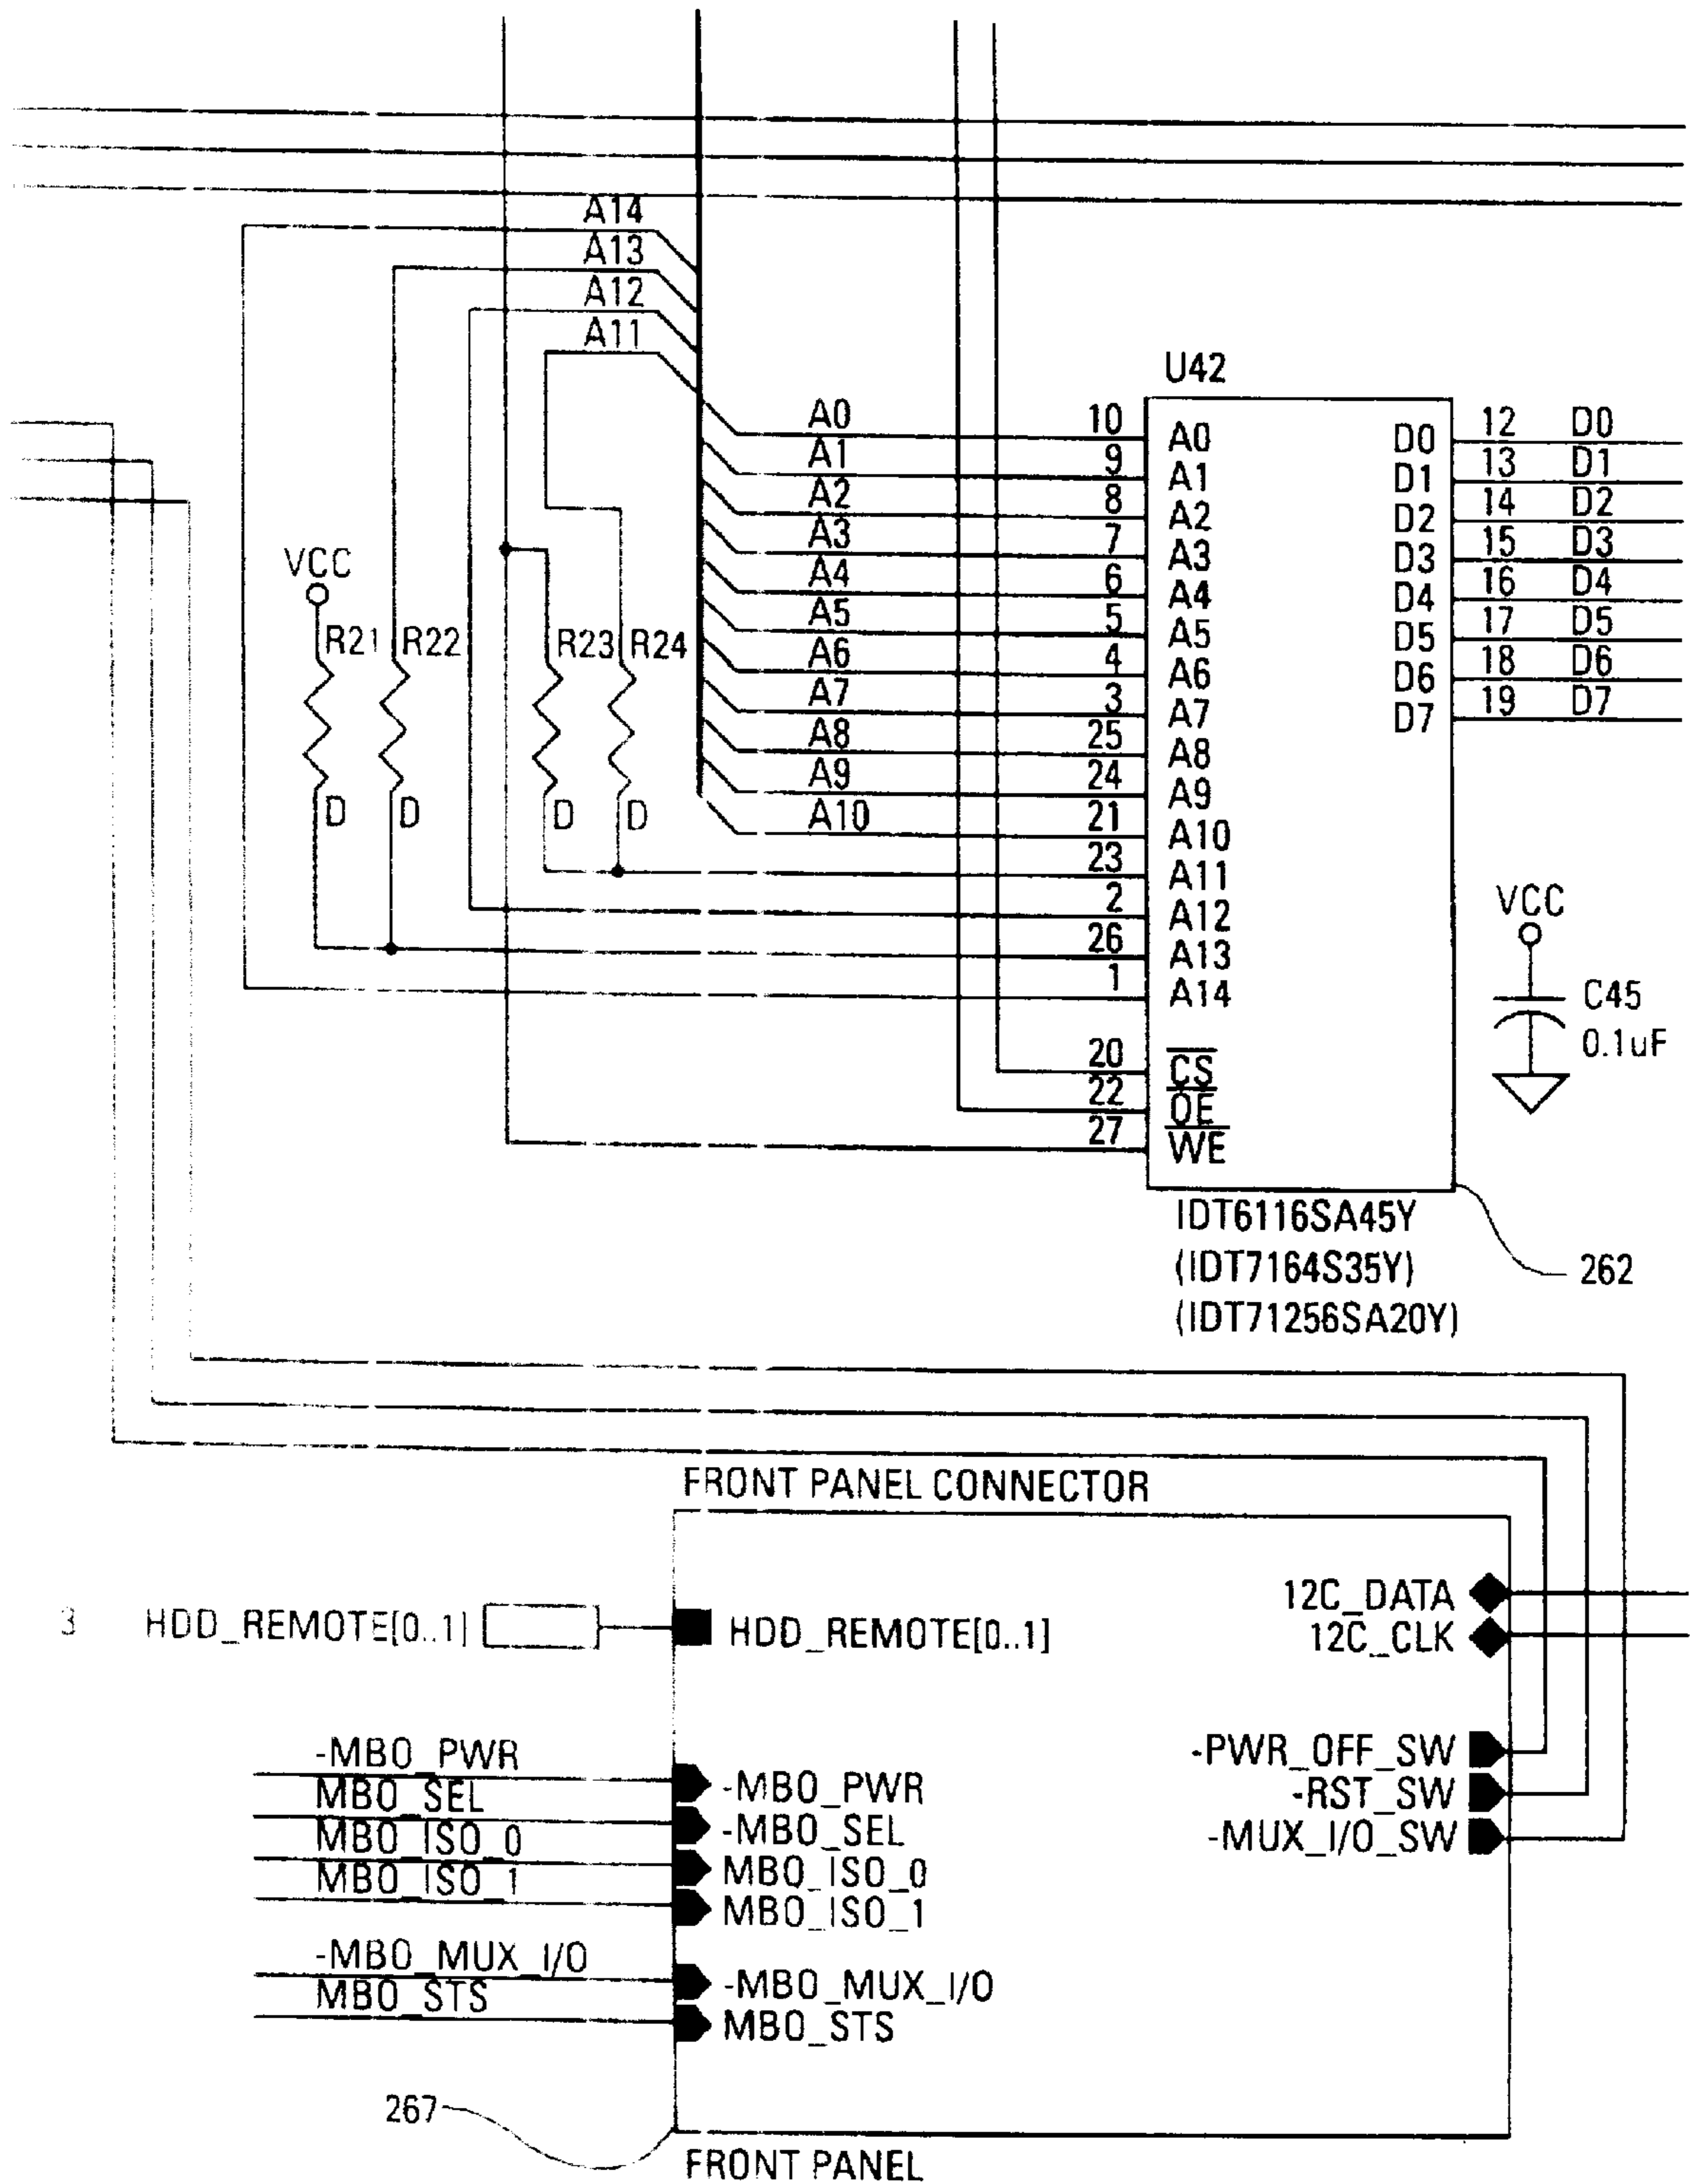 A14
A13
A12
A11
U42
A0 10 A0 D0 12 D0
A1 9 A1 D1 13 D1
A2 8 A2 D2 14 D2
A3 7 A3 D3 15 D3
A4 6 A4 D4 16 D4
A5 5 A5 D5 17 D5
A6 4 A6 D6 18 D6
A7 3 A7 D7 19 D7
A8 25 A8
A9 24 A9
A10 21 A10
23 A11
2 A12
26 A13
1 A14
20 CS
22 OE
27 WE
VCC
R21 R22 R23 R24
D D D D
VCC
C45
0.1uF
IDT6116SA45Y
(IDT7164S35Y)
(IDT71256SA20Y)
262
FRONT PANEL CONNECTOR
3 HDD_REMOTE[0..1] HDD_REMOTE[0..1]
12C_DATA
12C_CLK
-PWR_OFF_SW
-RST_SW
-MUX_I/O_SW
-MBO_PWR -MBO_PWR
MBO_SEL -MBO_SEL
MBO_ISO_0 MBO_ISO_0
MBO_ISO_1 MBO_ISO_1
-MBO_MUX_I/O -MBO_MUX_I/O
MBO_STS MBO_STS
267
FRONT PANEL